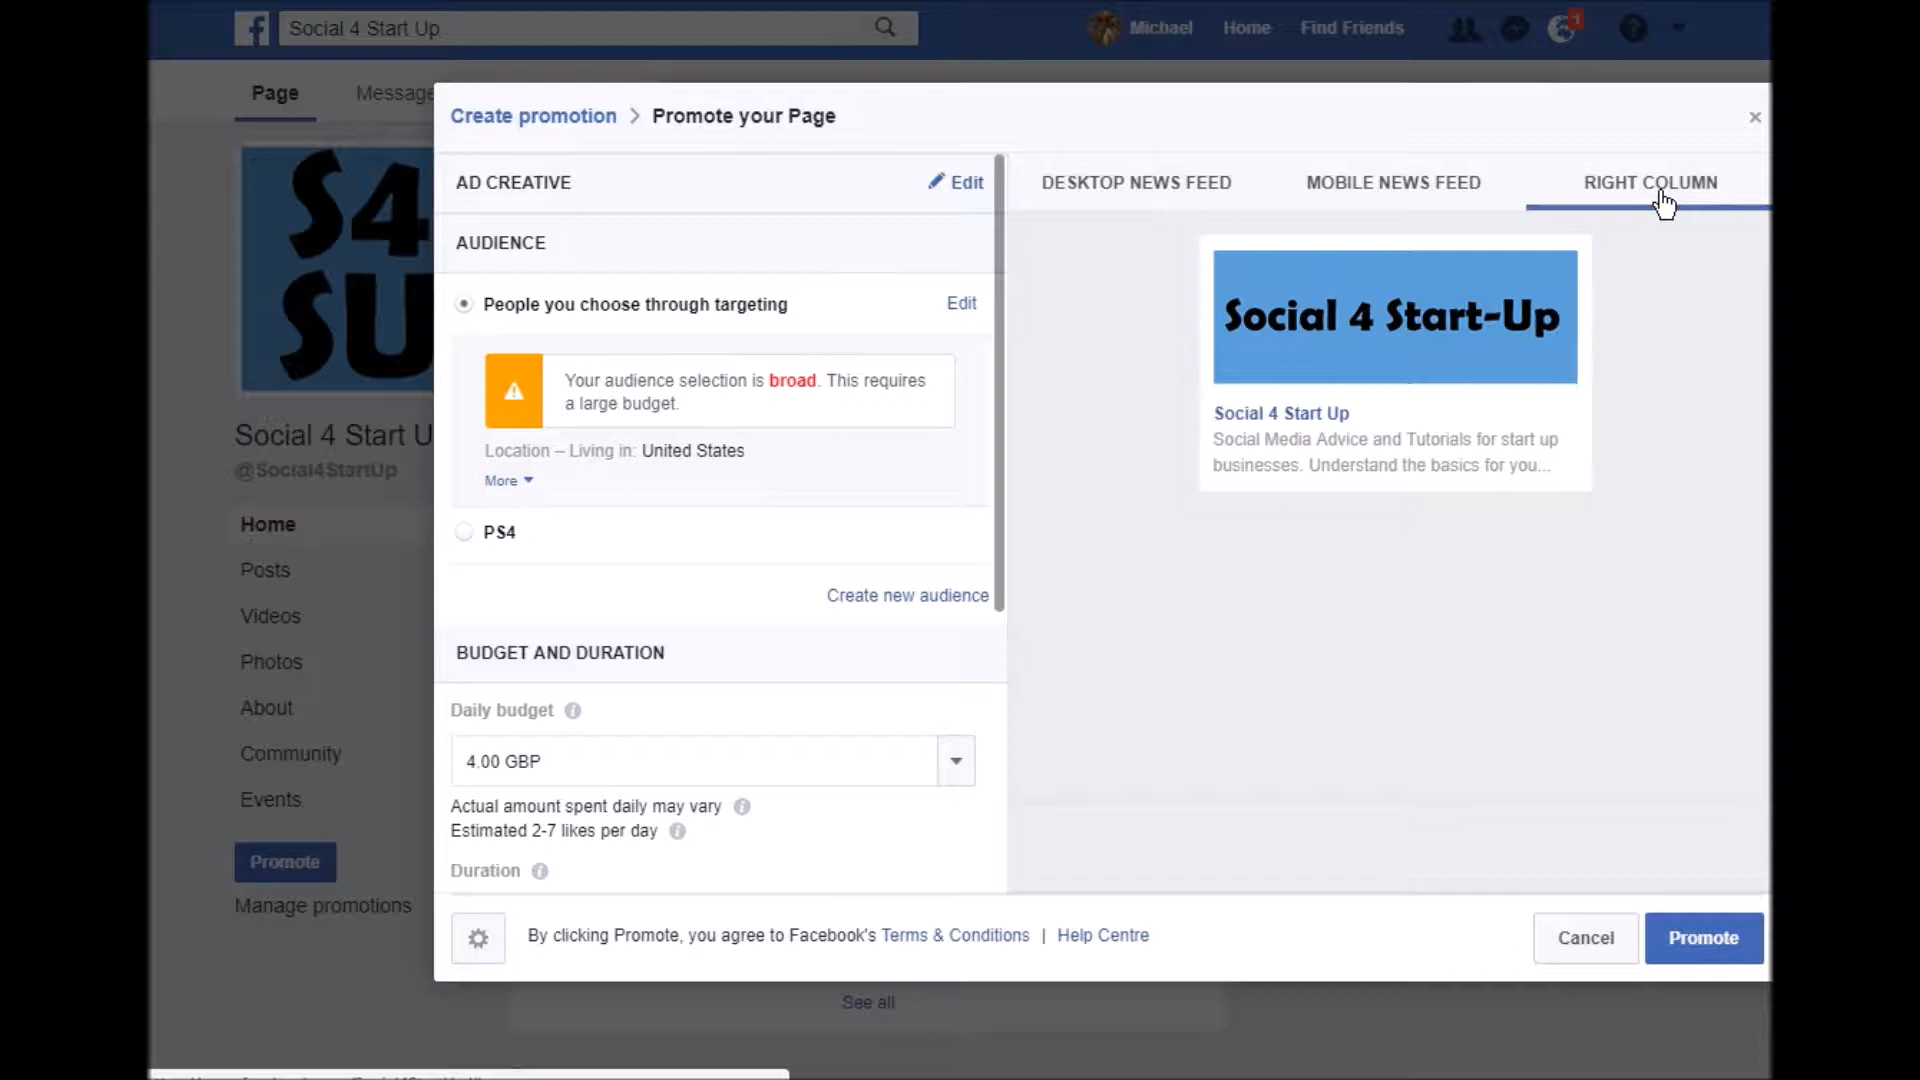 Social 4 Start Up
Michael
Home
Find Friends
1
Page
Message
Create promotion > Promote your Page
×
S4
SU
Social 4 Start U
@Social4StartUp
Home
Posts
Videos
Photos
About
Community
Events
Promote
Manage promotions
AD CREATIVE
Edit
AUDIENCE
People you choose through targeting
Edit
Your audience selection is broad. This requires
a large budget.
Location – Living in: United States
More
PS4
Create new audience
BUDGET AND DURATION
Daily budget
4.00 GBP
Actual amount spent daily may vary
Estimated 2-7 likes per day
Duration
DESKTOP NEWS FEED
MOBILE NEWS FEED
RIGHT COLUMN
Social 4 Start-Up
Social 4 Start Up
Social Media Advice and Tutorials for start up
businesses. Understand the basics for you...
By clicking Promote, you agree to Facebook's Terms & Conditions | Help Centre
Cancel
Promote
See all